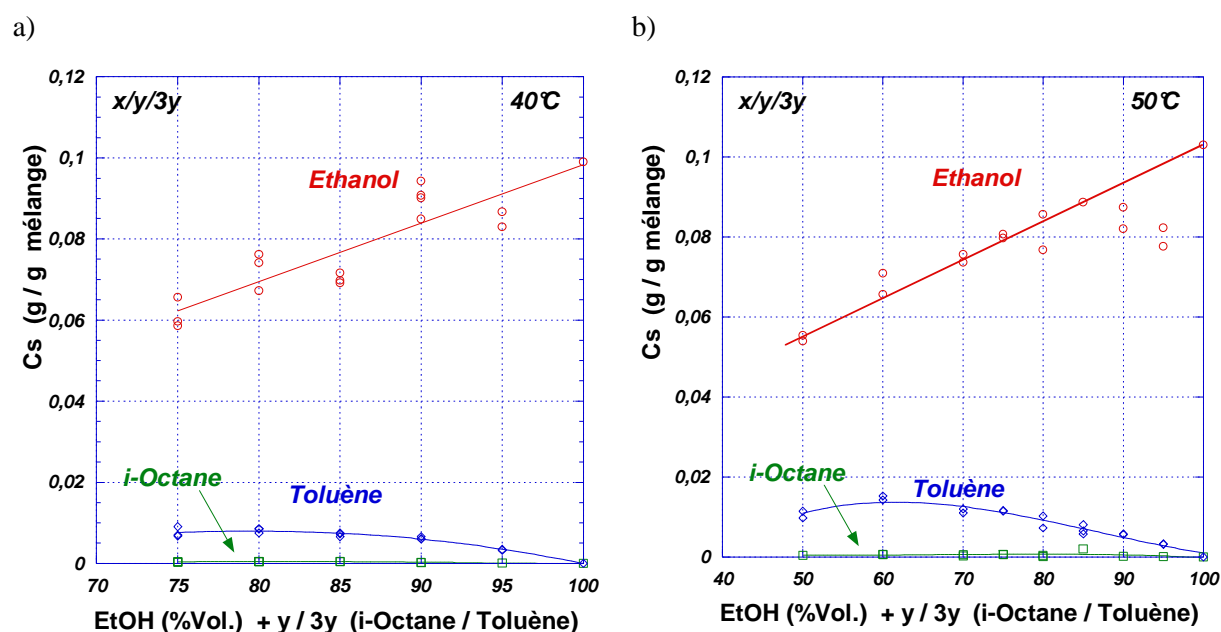 a)
x/y/3y
40°C
Ethanol
i-Octane
Toluène
Cs (g / g mélange)
0,12
0,1
0,08
0,06
0,04
0,02
0
70 75 80 85 90 95 100
EtOH (%Vol.) + y / 3y (i-Octane / Toluène)
b)
x/y/3y
50°C
Ethanol
i-Octane
Toluène
Cs (g / g mélange)
0,12
0,1
0,08
0,06
0,04
0,02
0
40 50 60 70 80 90 100
EtOH (%Vol.) + y / 3y (i-Octane / Toluène)